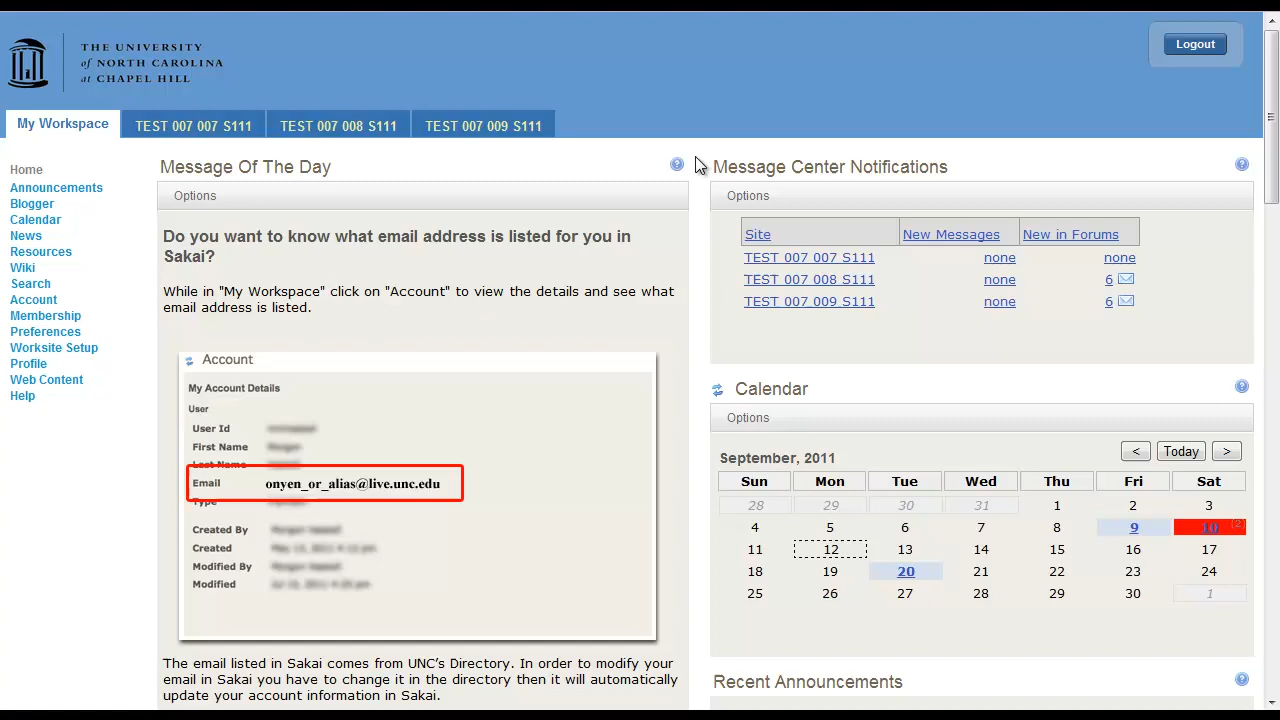 THE UNIVERSITY
of NORTH CAROLINA
at CHAPEL HILL
Logout
My Workspace
TEST 007 007 S111
TEST 007 008 S111
TEST 007 009 S111
Home
Announcements
Blogger
Calendar
News
Resources
Wiki
Search
Account
Membership
Preferences
Worksite Setup
Profile
Web Content
Help
Message Of The Day
Options
Do you want to know what email address is listed for you in
Sakai?
While in "My Workspace" click on "Account" to view the details and see what
email address is listed.
Account
My Account Details
User
User Id
First Name
Last Name
Email onyen_or_alias@live.unc.edu
Type
Created By
Created
Modified By
Modified
The email listed in Sakai comes from UNC's Directory. In order to modify your
email in Sakai you have to change it in the directory then it will automatically
update your account information in Sakai.
Message Center Notifications
Options
Site New Messages New in Forums
TEST 007 007 S111 none none
TEST 007 008 S111 none 6
TEST 007 009 S111 none 6
Calendar
Options
September, 2011 < Today >
Sun Mon Tue Wed Thu Fri Sat
28 29 30 31 1 2 3
4 5 6 7 8 9 10 (2)
11 12 13 14 15 16 17
18 19 20 21 22 23 24
25 26 27 28 29 30 1
Recent Announcements